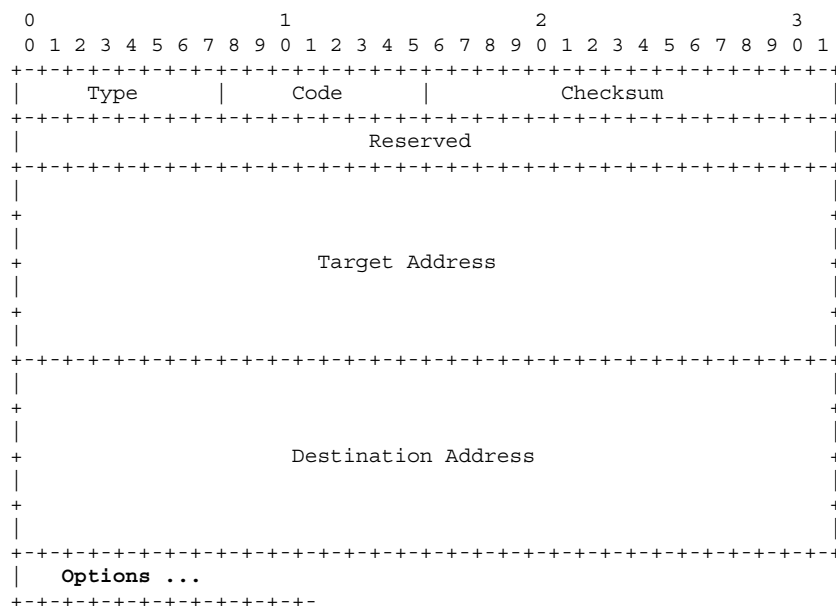 0                   1                   2                   3
0 1 2 3 4 5 6 7 8 9 0 1 2 3 4 5 6 7 8 9 0 1 2 3 4 5 6 7 8 9 0 1
+-+-+-+-+-+-+-+-+-+-+-+-+-+-+-+-+-+-+-+-+-+-+-+-+-+-+-+-+-+-+-+-+
|     Type      |     Code      |          Checksum             |
+-+-+-+-+-+-+-+-+-+-+-+-+-+-+-+-+-+-+-+-+-+-+-+-+-+-+-+-+-+-+-+-+
|                           Reserved                            |
+-+-+-+-+-+-+-+-+-+-+-+-+-+-+-+-+-+-+-+-+-+-+-+-+-+-+-+-+-+-+-+-+
|                                                               |
+                                                               +
|                                                               |
+                       Target Address                          +
|                                                               |
+                                                               +
|                                                               |
+-+-+-+-+-+-+-+-+-+-+-+-+-+-+-+-+-+-+-+-+-+-+-+-+-+-+-+-+-+-+-+-+
|                                                               |
+                                                               +
|                                                               |
+                     Destination Address                       +
|                                                               |
+                                                               +
|                                                               |
+-+-+-+-+-+-+-+-+-+-+-+-+-+-+-+-+-+-+-+-+-+-+-+-+-+-+-+-+-+-+-+-+
|   Options ...
+-+-+-+-+-+-+-+-+-+-+-+-